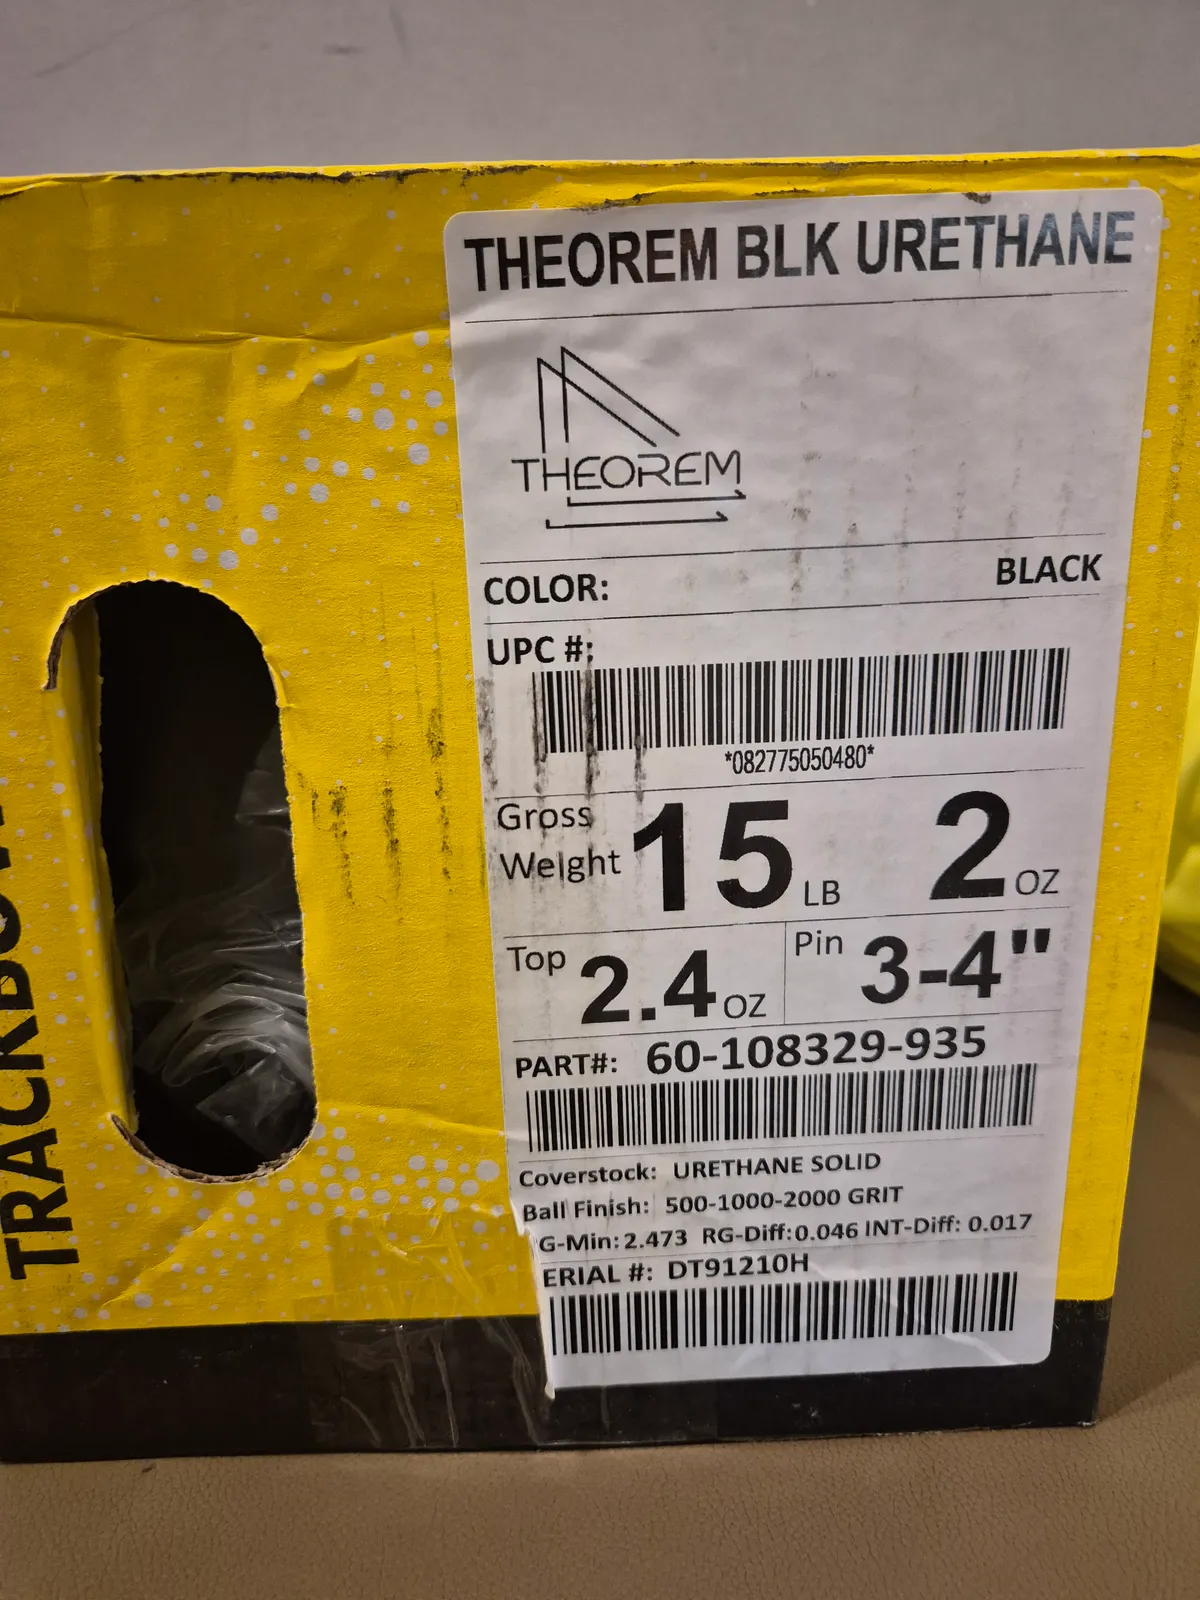 THEOREM BLK URETHANE
THEOREM
COLOR: BLACK
UPC #:
*082775050480*
Gross Weight 15 LB 2 OZ
Top 2.4 OZ Pin 3-4"
PART#: 60-108329-935
Coverstock: URETHANE SOLID
Ball Finish: 500-1000-2000 GRIT
G-Min: 2.473 RG-Diff: 0.046 INT-Diff: 0.017
ERIAL #: DT91210H